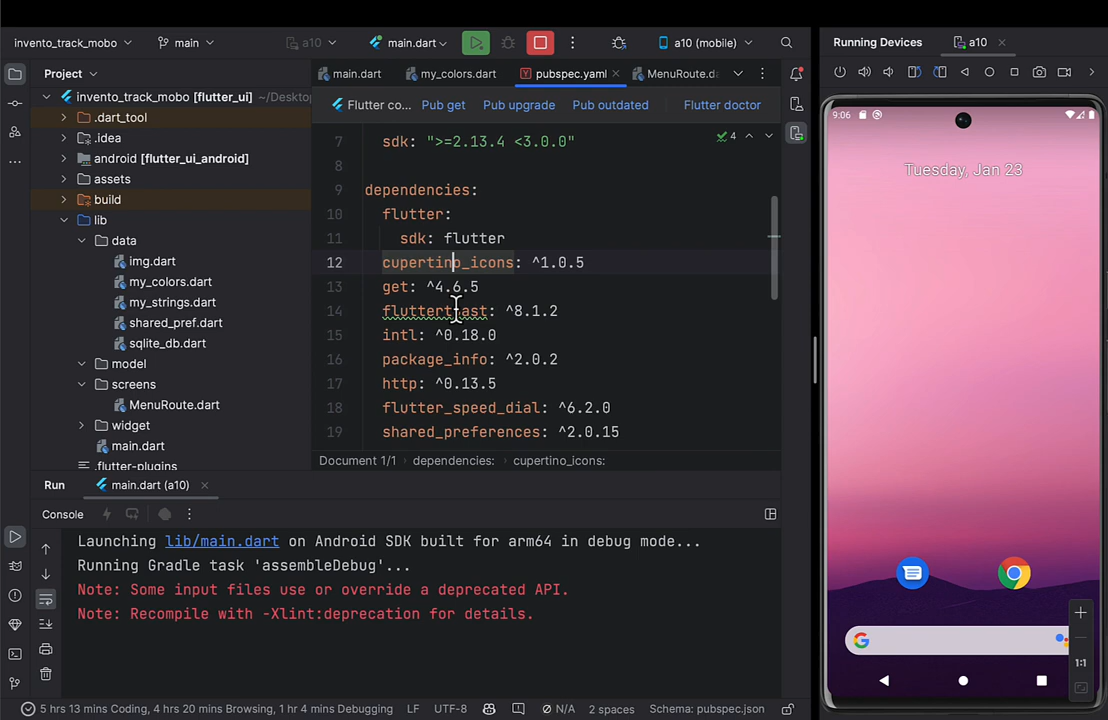 invento_track_mobo
main
a10
main.dart
a10 (mobile)
Running Devices
a10
Project
main.dart
my_colors.dart
pubspec.yaml
MenuRoute.da
invento_track_mobo [flutter_ui] ~/Desktop
.dart_tool
.idea
android [flutter_ui_android]
assets
build
lib
data
img.dart
my_colors.dart
my_strings.dart
shared_pref.dart
sqlite_db.dart
model
screens
MenuRoute.dart
widget
main.dart
.flutter-plugins
Flutter co...
Pub get
Pub upgrade
Pub outdated
Flutter doctor
4
7 sdk: ">=2.13.4 <3.0.0"
8
9 dependencies:
10 flutter:
11 sdk: flutter
12 cupertino_icons: ^1.0.5
13 get: ^4.6.5
14 fluttertoast: ^8.1.2
15 intl: ^0.18.0
16 package_info: ^2.0.2
17 http: ^0.13.5
18 flutter_speed_dial: ^6.2.0
19 shared_preferences: ^2.0.15
Document 1/1 › dependencies: › cupertino_icons:
Run
main.dart (a10)
Console
Launching lib/main.dart on Android SDK built for arm64 in debug mode...
Running Gradle task 'assembleDebug'...
Note: Some input files use or override a deprecated API.
Note: Recompile with -Xlint:deprecation for details.
5 hrs 13 mins Coding, 4 hrs 20 mins Browsing, 1 hr 4 mins Debugging
LF
UTF-8
N/A
2 spaces
Schema: pubspec.json
9:06
Tuesday, Jan 23
1:1